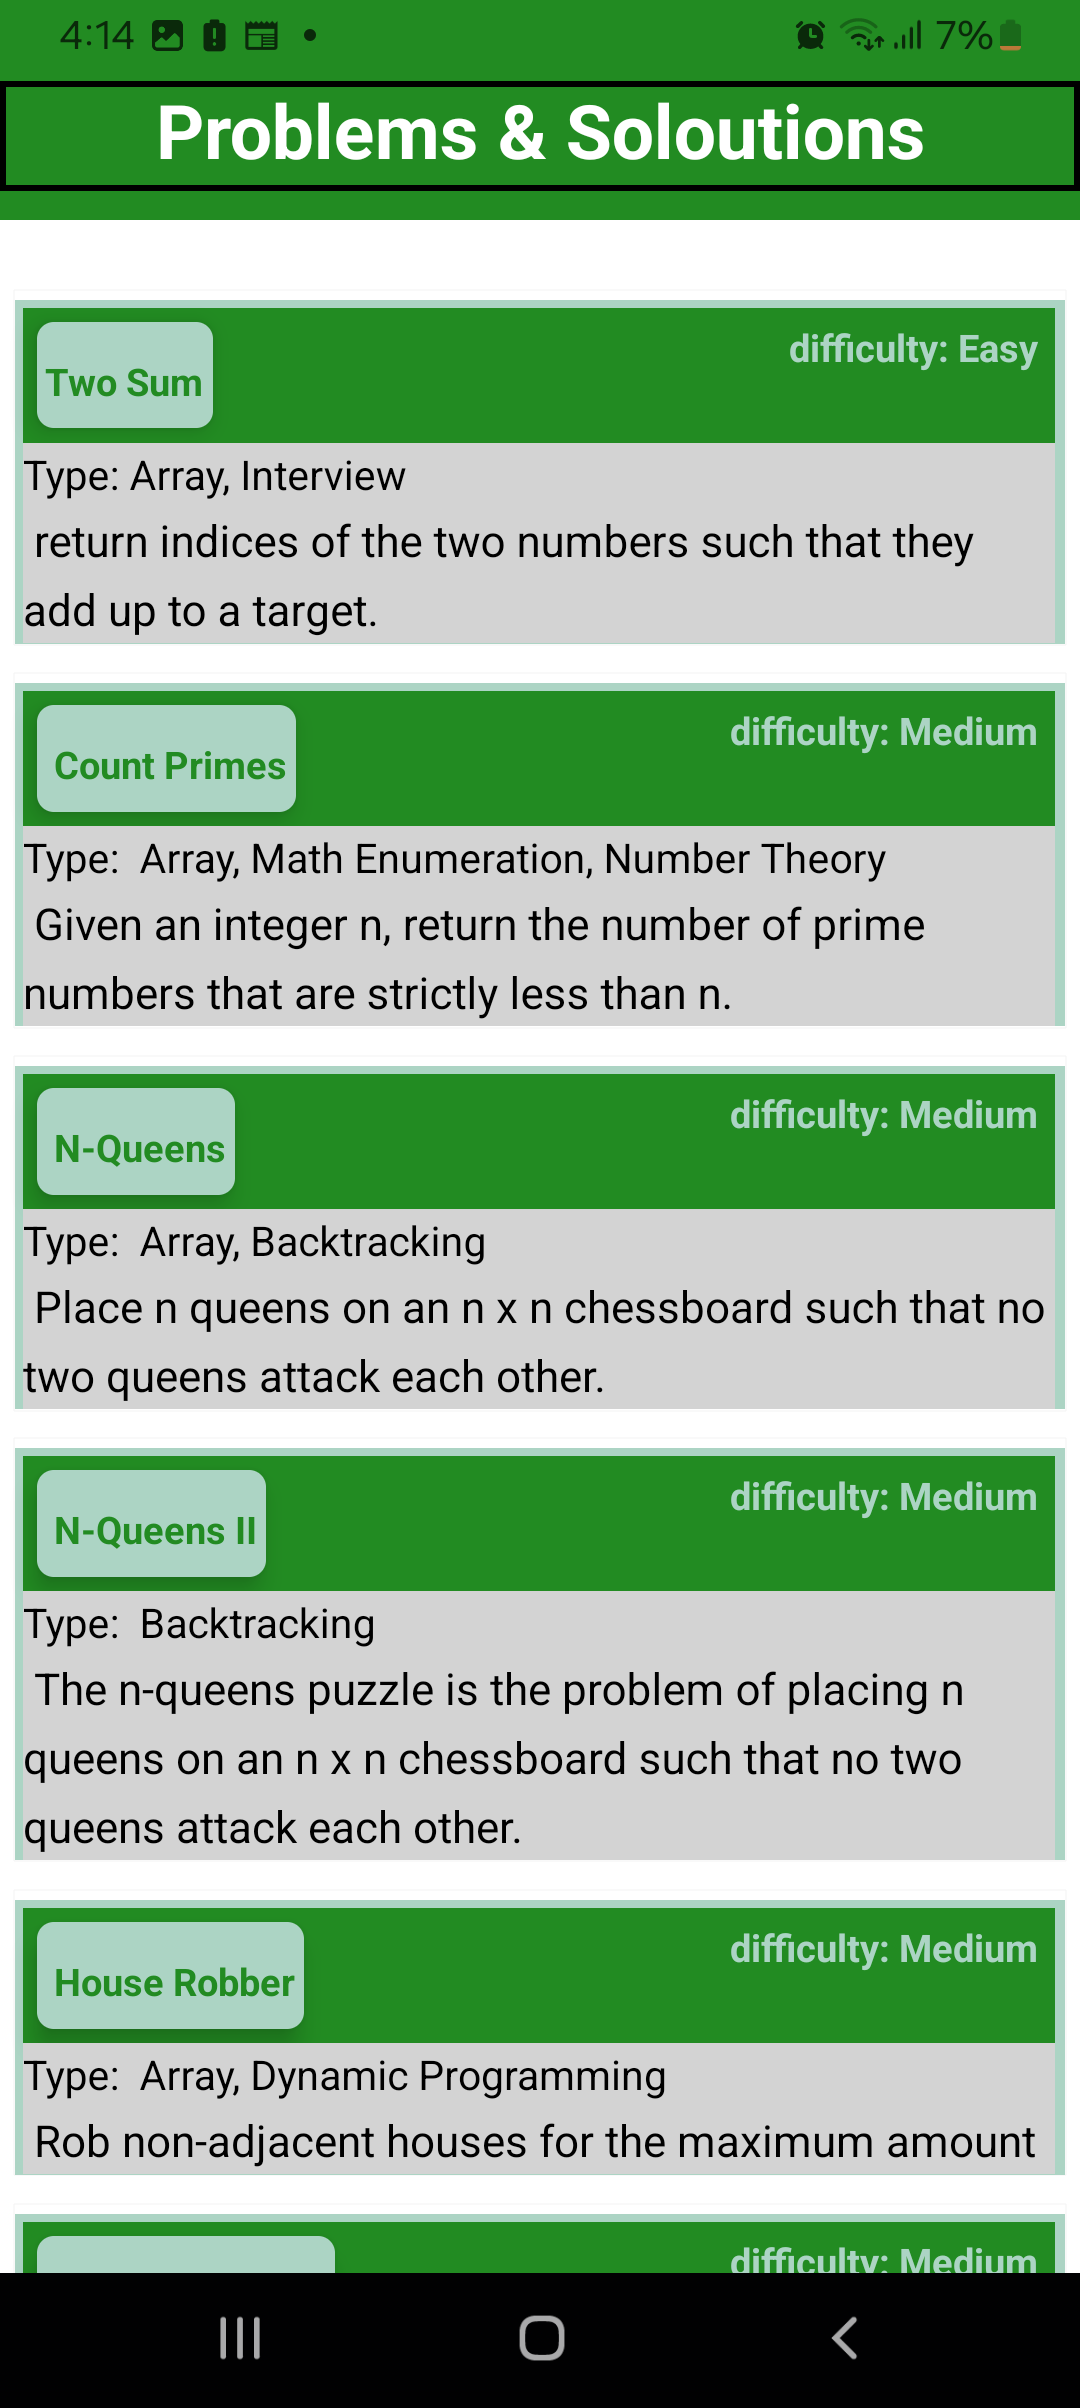 4:14 7%
Problems & Soloutions
Two Sum
difficulty: Easy
Type: Array, Interview
return indices of the two numbers such that they
add up to a target.
Count Primes
difficulty: Medium
Type: Array, Math Enumeration, Number Theory
Given an integer n, return the number of prime
numbers that are strictly less than n.
N-Queens
difficulty: Medium
Type: Array, Backtracking
Place n queens on an n x n chessboard such that no
two queens attack each other.
N-Queens II
difficulty: Medium
Type: Backtracking
The n-queens puzzle is the problem of placing n
queens on an n x n chessboard such that no two
queens attack each other.
House Robber
difficulty: Medium
Type: Array, Dynamic Programming
Rob non-adjacent houses for the maximum amount
difficulty: Medium